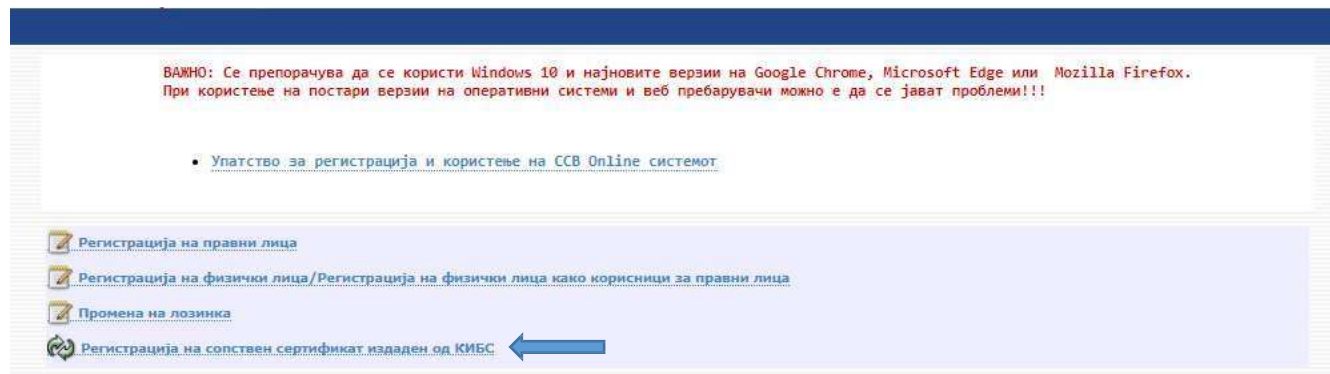 ВАЖНО: Се препорачува да се користи Windows 10 и најновите верзии на Google Chrome, Microsoft Edge или Mozilla Firefox.
При користење на постари верзии на оперативни системи и веб пребарувачи можно е да се јават проблеми!!!
• Упатство за регистрација и користење на ССВ Online системот
Регистрација на правни лица
Регистрација на физички лица/Регистрација на физички лица како корисници за правни лица
Промена на лозинка
Регистрација на сопствен сертификат издаден од КИБС